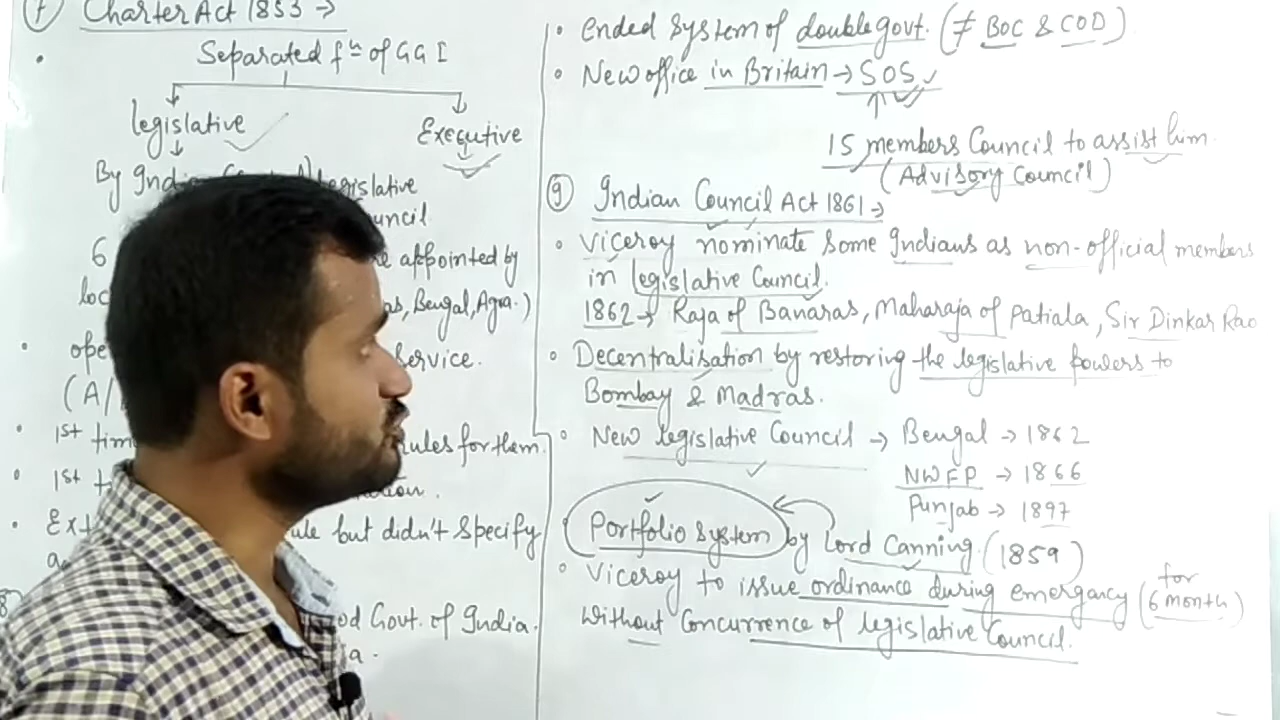 7 Charter Act 1853 →
Separated fⁿ of GGI
legislative
Executive
By Indian legislative
Council
6 appointed by
loc as, Bengal, Agra.)
ope Service.
(A/
1st tim rules for them.
1st t
Ext rule but didn't specify
8
od Govt. of India.
• Ended system of double govt. (≠ BOC & COD)
• New office in Britain → SOS
15 members Council to assist him.
(Advisory Council)
9 Indian Council Act 1861 →
• Viceroy nominate some Indians as non-official members
in legislative Council.
1862 → Raja of Banaras, Maharaja of Patiala, Sir Dinkar Rao
• Decentralisation by restoring the legislative powers to
Bombay & Madras.
• New legislative Council → Bengal → 1862
NWFP → 1866
Punjab → 1897
• Portfolio System by Lord Canning (1859)
• Viceroy to issue ordinance during emergency (for 6 month)
without Concurrence of legislative Council.